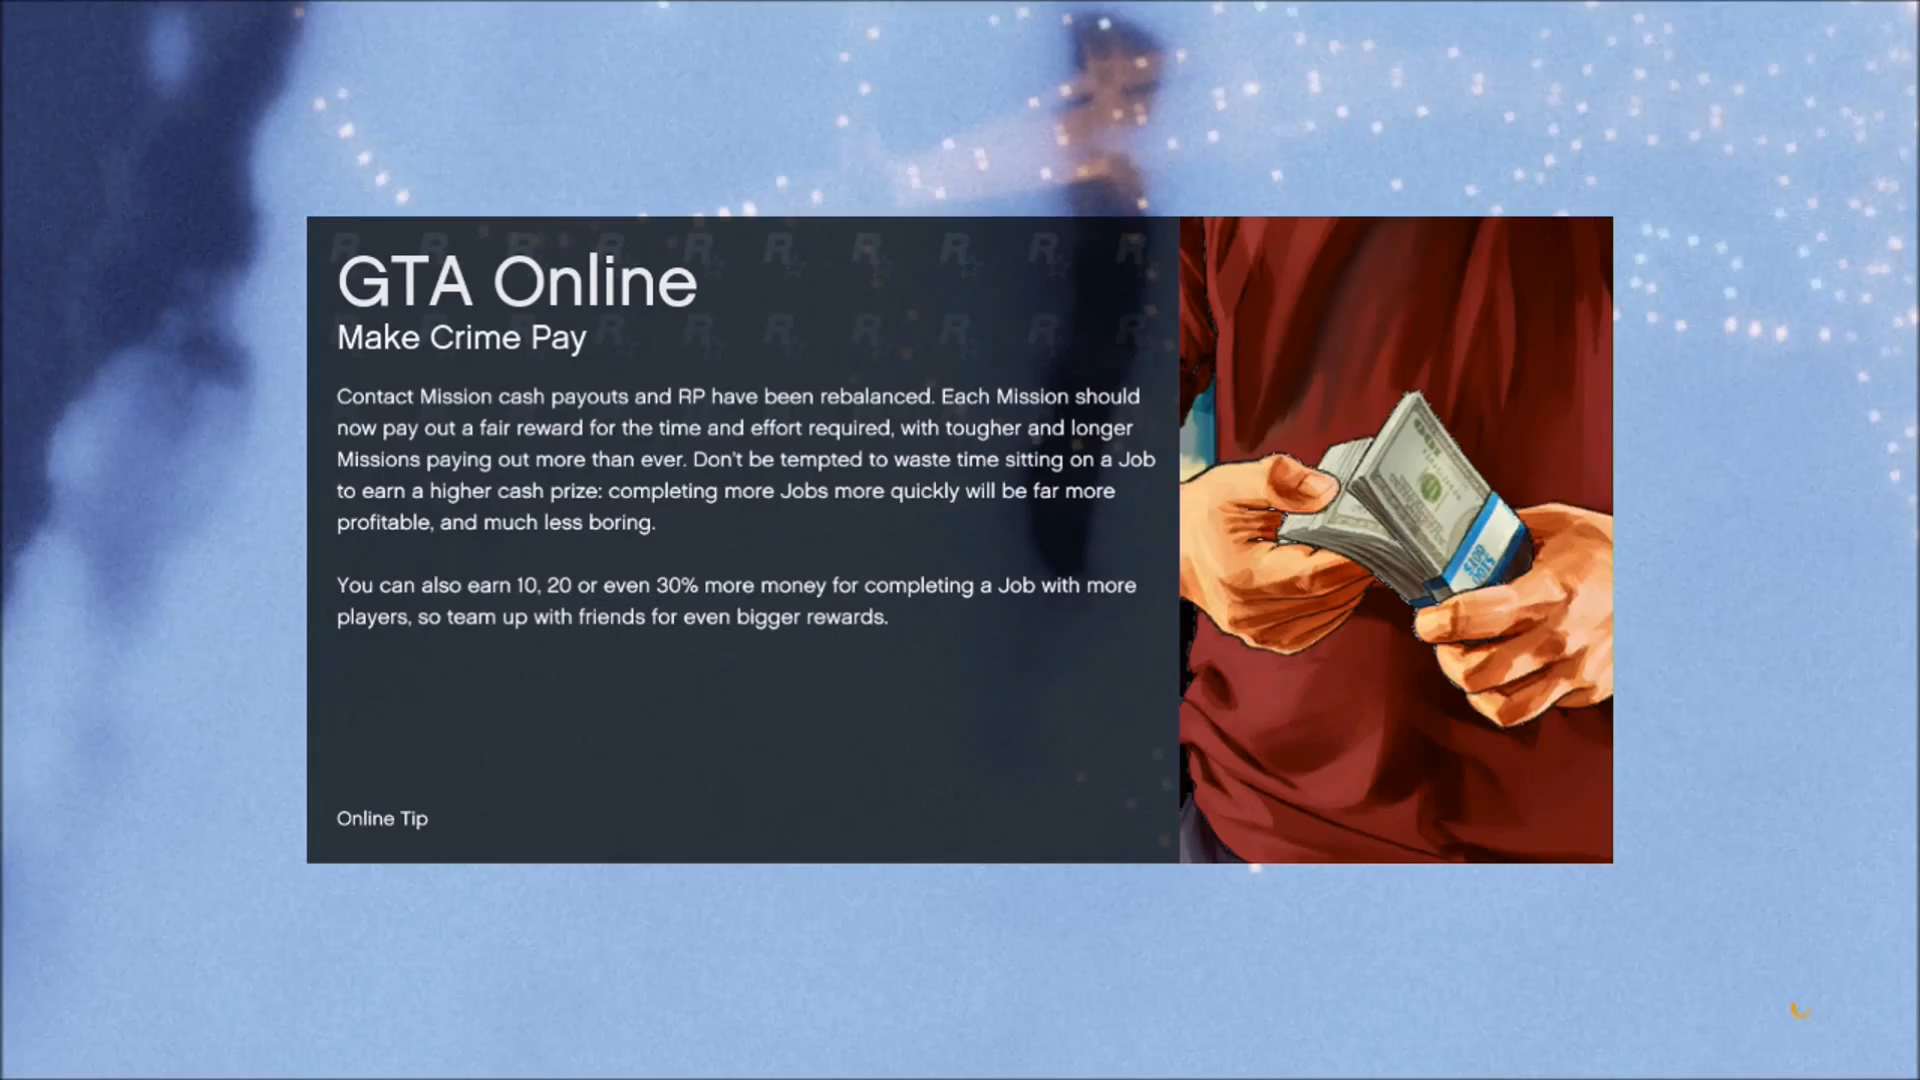 GTA Online
Make Crime Pay
Contact Mission cash payouts and RP have been rebalanced. Each Mission should
now pay out a fair reward for the time and effort required, with tougher and longer
Missions paying out more than ever. Don't be tempted to waste time sitting on a Job
to earn a higher cash prize: completing more Jobs more quickly will be far more
profitable, and much less boring.
You can also earn 10, 20 or even 30% more money for completing a Job with more
players, so team up with friends for even bigger rewards.
Online Tip